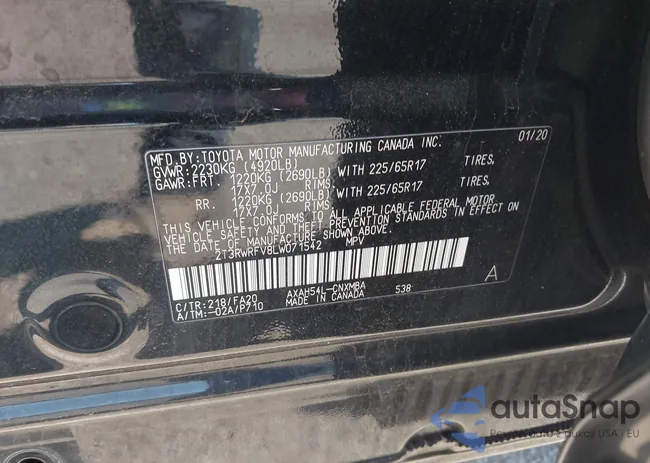 MFD. BY: TOYOTA MOTOR MANUFACTURING CANADA INC. 01/20
GVWR: 2230KG (4920LB)
GAWR: FRT. 1220KG (2690LB) WITH 225/65R17 TIRES,
17X7.0J RIMS,
RR. 1220KG (2690LB) WITH 225/65R17 TIRES,
17X7.0J RIMS,
THIS VEHICLE CONFORMS TO ALL APPLICABLE FEDERAL MOTOR
VEHICLE SAFETY AND THEFT PREVENTION STANDARDS IN EFFECT ON
THE DATE OF MANUFACTURE SHOWN ABOVE.
2T3RWRFV8LW071542 MPV
A
C/TR: 218/FA20 AXAH54L-CNXMBA 538
A/TM: -02A/P710 MADE IN CANADA
autoSnap
aukcji USA i EU